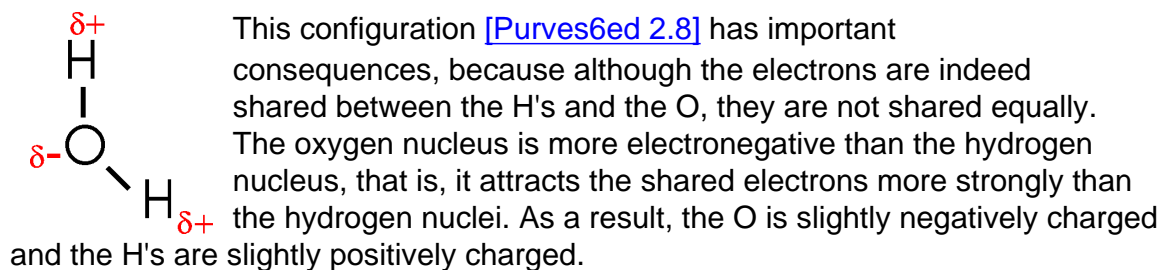 δ+
H
O
δ-
H
δ+
This configuration [Purves6ed 2.8] has important
consequences, because although the electrons are indeed
shared between the H's and the O, they are not shared equally.
The oxygen nucleus is more electronegative than the hydrogen
nucleus, that is, it attracts the shared electrons more strongly than
the hydrogen nuclei. As a result, the O is slightly negatively charged
and the H's are slightly positively charged.